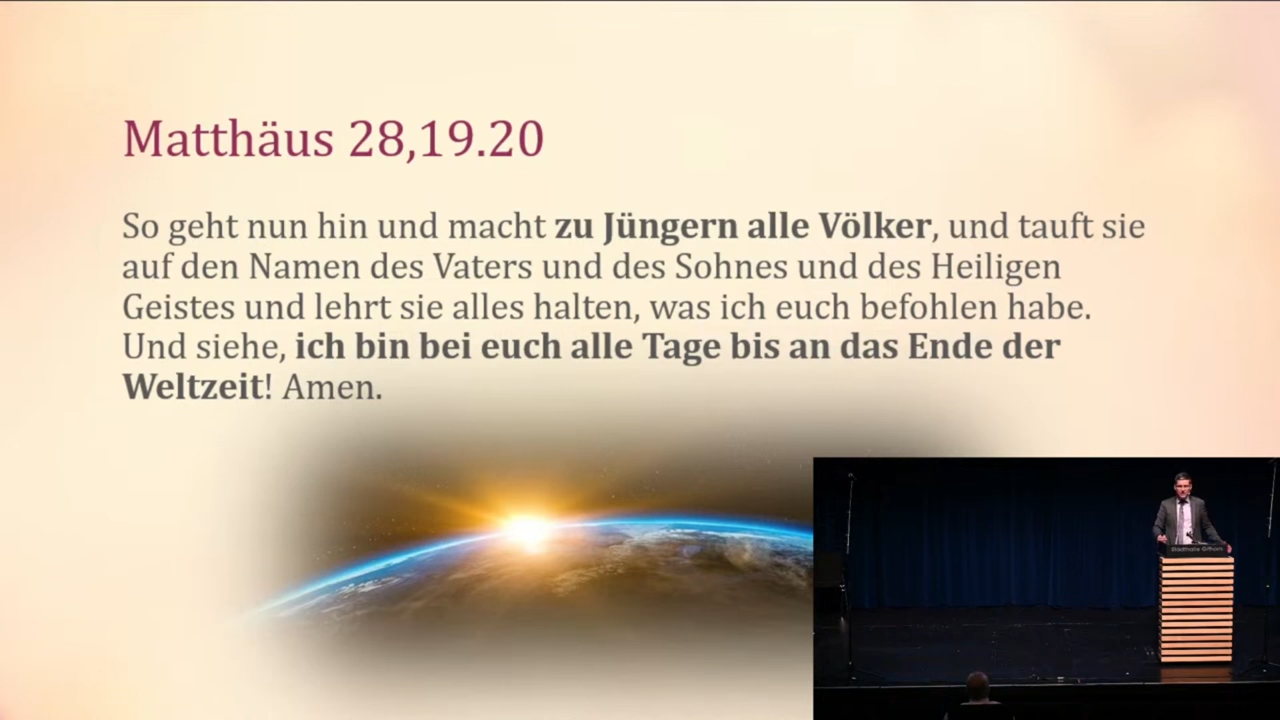 Matthäus 28,19.20
So geht nun hin und macht zu Jüngern alle Völker, und tauft sie
auf den Namen des Vaters und des Sohnes und des Heiligen
Geistes und lehrt sie alles halten, was ich euch befohlen habe.
Und siehe, ich bin bei euch alle Tage bis an das Ende der
Weltzeit! Amen.
Stadthalle Gifhorn